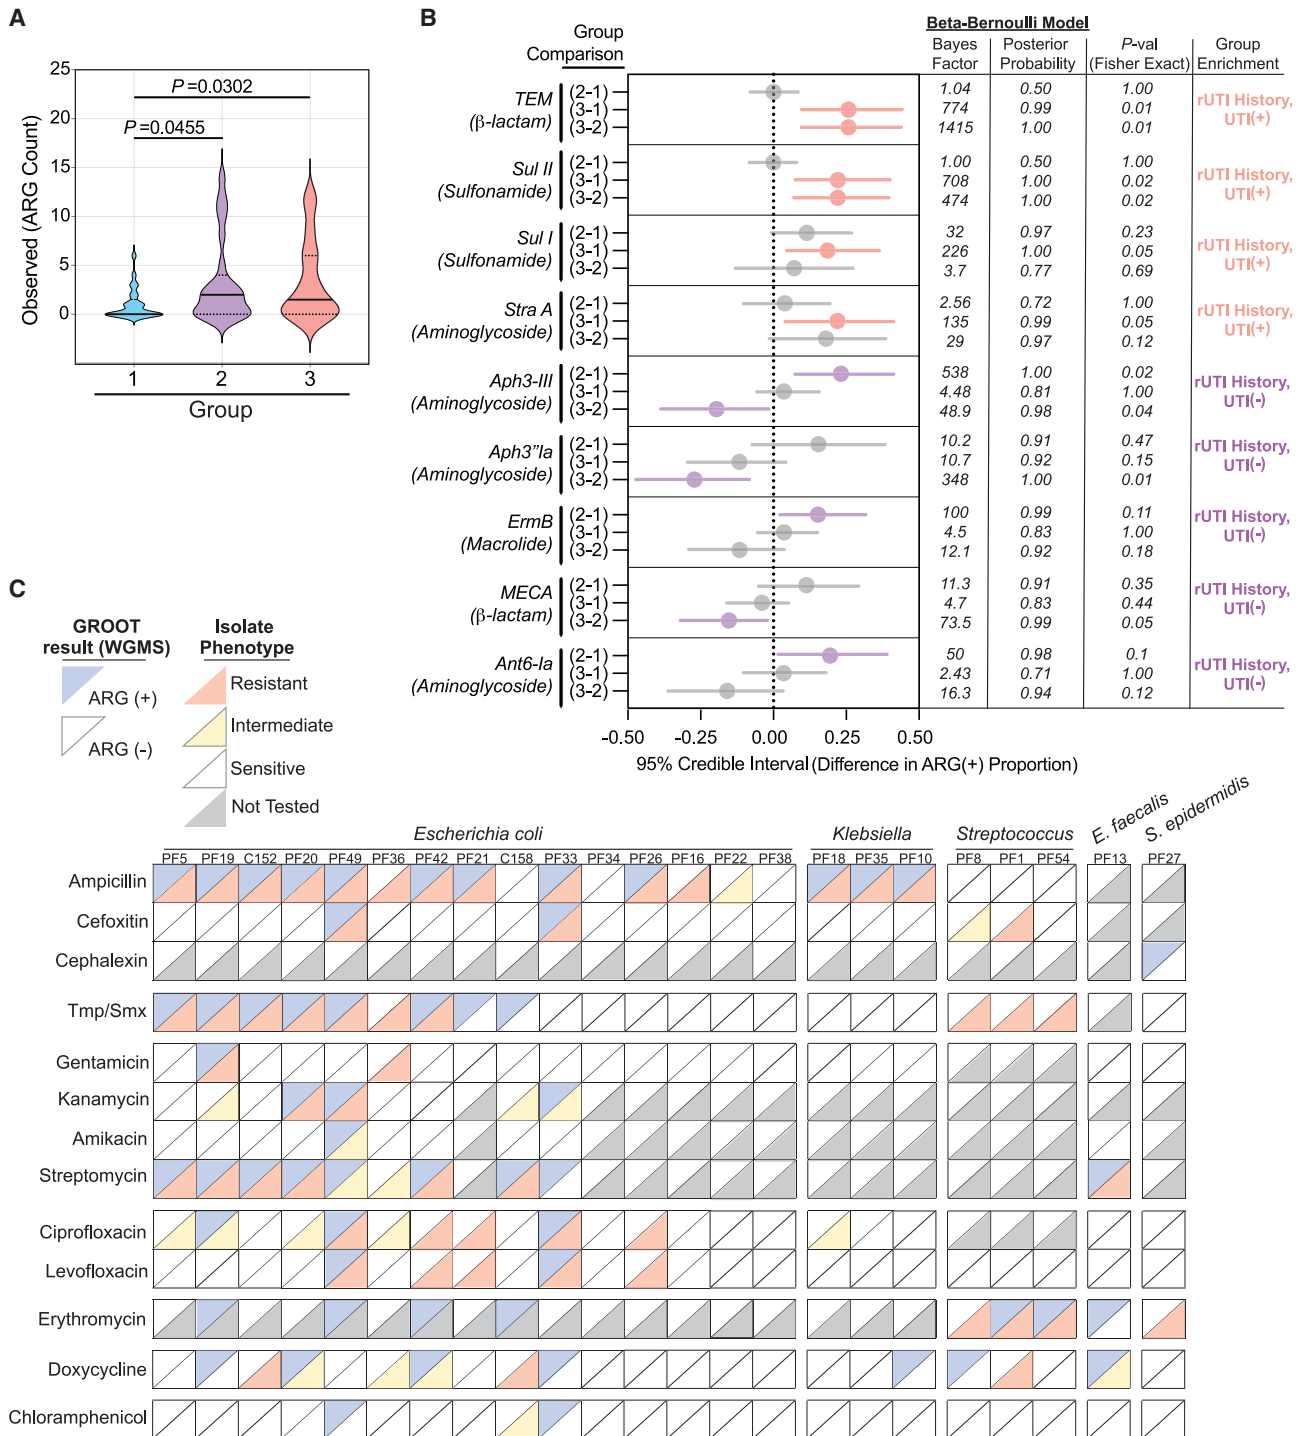 A
Observed (ARG Count)
25
20
15
10
5
0
P=0.0302
P=0.0455
1 2 3
Group
B
Group
Comparison
Beta-Bernoulli Model
Bayes Factor
Posterior Probability
P-val (Fisher Exact)
Group Enrichment
TEM
(β-lactam)
(2-1) 1.04 0.50 1.00
(3-1) 774 0.99 0.01
(3-2) 1415 1.00 0.01
rUTI History,
UTI(+)
Sul II
(Sulfonamide)
(2-1) 1.00 0.50 1.00
(3-1) 708 1.00 0.02
(3-2) 474 1.00 0.02
rUTI History,
UTI(+)
Sul I
(Sulfonamide)
(2-1) 32 0.97 0.23
(3-1) 226 1.00 0.05
(3-2) 3.7 0.77 0.69
rUTI History,
UTI(+)
Stra A
(Aminoglycoside)
(2-1) 2.56 0.72 1.00
(3-1) 135 0.99 0.05
(3-2) 29 0.97 0.12
rUTI History,
UTI(+)
Aph3-III
(Aminoglycoside)
(2-1) 538 1.00 0.02
(3-1) 4.48 0.81 1.00
(3-2) 48.9 0.98 0.04
rUTI History,
UTI(-)
Aph3”Ia
(Aminoglycoside)
(2-1) 10.2 0.91 0.47
(3-1) 10.7 0.92 0.15
(3-2) 348 1.00 0.01
rUTI History,
UTI(-)
ErmB
(Macrolide)
(2-1) 100 0.99 0.11
(3-1) 4.5 0.83 1.00
(3-2) 12.1 0.92 0.18
rUTI History,
UTI(-)
MECA
(β-lactam)
(2-1) 11.3 0.91 0.35
(3-1) 4.7 0.83 0.44
(3-2) 73.5 0.99 0.05
rUTI History,
UTI(-)
Ant6-Ia
(Aminoglycoside)
(2-1) 50 0.98 0.1
(3-1) 2.43 0.71 1.00
(3-2) 16.3 0.94 0.12
rUTI History,
UTI(-)
-0.50 -0.25 0.00 0.25 0.50
95% Credible Interval (Difference in ARG(+) Proportion)
C
GROOT
result (WGMS)
ARG (+)
ARG (-)
Isolate
Phenotype
Resistant
Intermediate
Sensitive
Not Tested
Escherichia coli Klebsiella Streptococcus E. faecalis S. epidermidis
PF5 PF19 C152 PF20 PF49 PF36 PF42 PF21 C158 PF33 PF34 PF26 PF16 PF22 PF38 PF18 PF35 PF10 PF8 PF1 PF54 PF13 PF27
Ampicillin
Cefoxitin
Cephalexin
Tmp/Smx
Gentamicin
Kanamycin
Amikacin
Streptomycin
Ciprofloxacin
Levofloxacin
Erythromycin
Doxycycline
Chloramphenicol